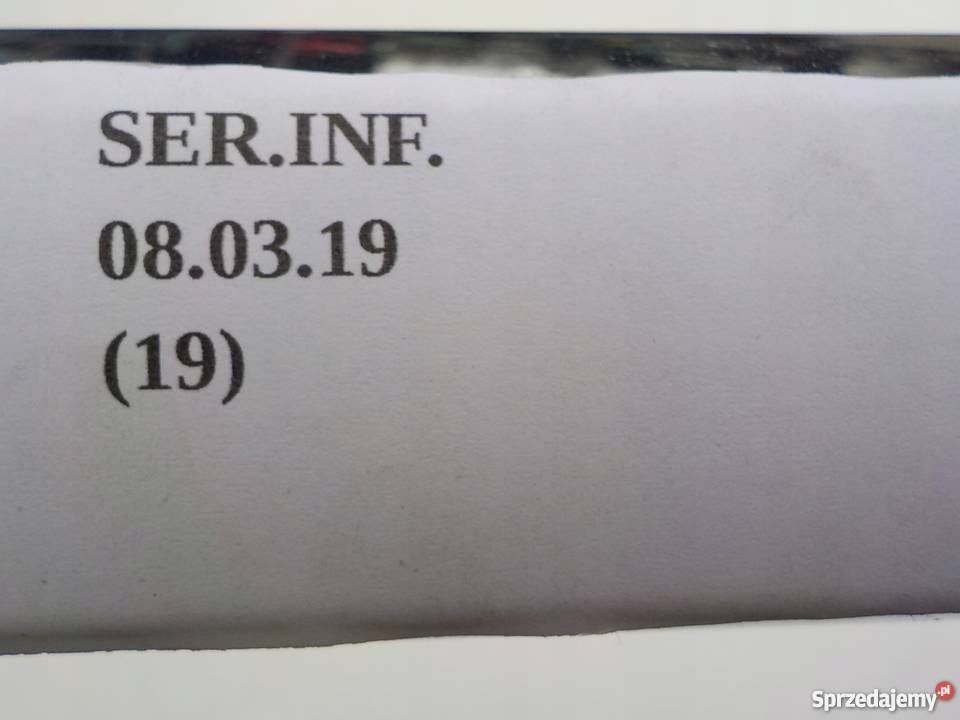 SER.INF.
08.03.19
(19)
Sprzedajemy.pl